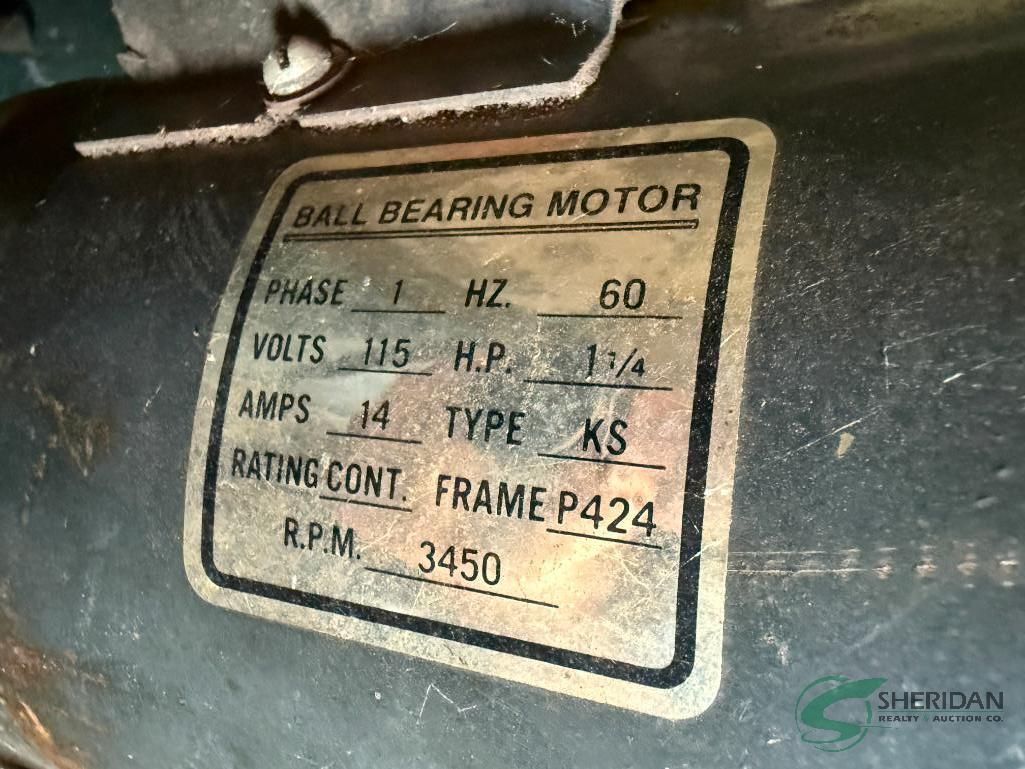 BALL BEARING MOTOR
PHASE 1 HZ. 60
VOLTS 115 H.P. 1 1/4
AMPS 14 TYPE KS
RATING CONT. FRAME P424
R.P.M. 3450
SHERIDAN
REALTY & AUCTION CO.